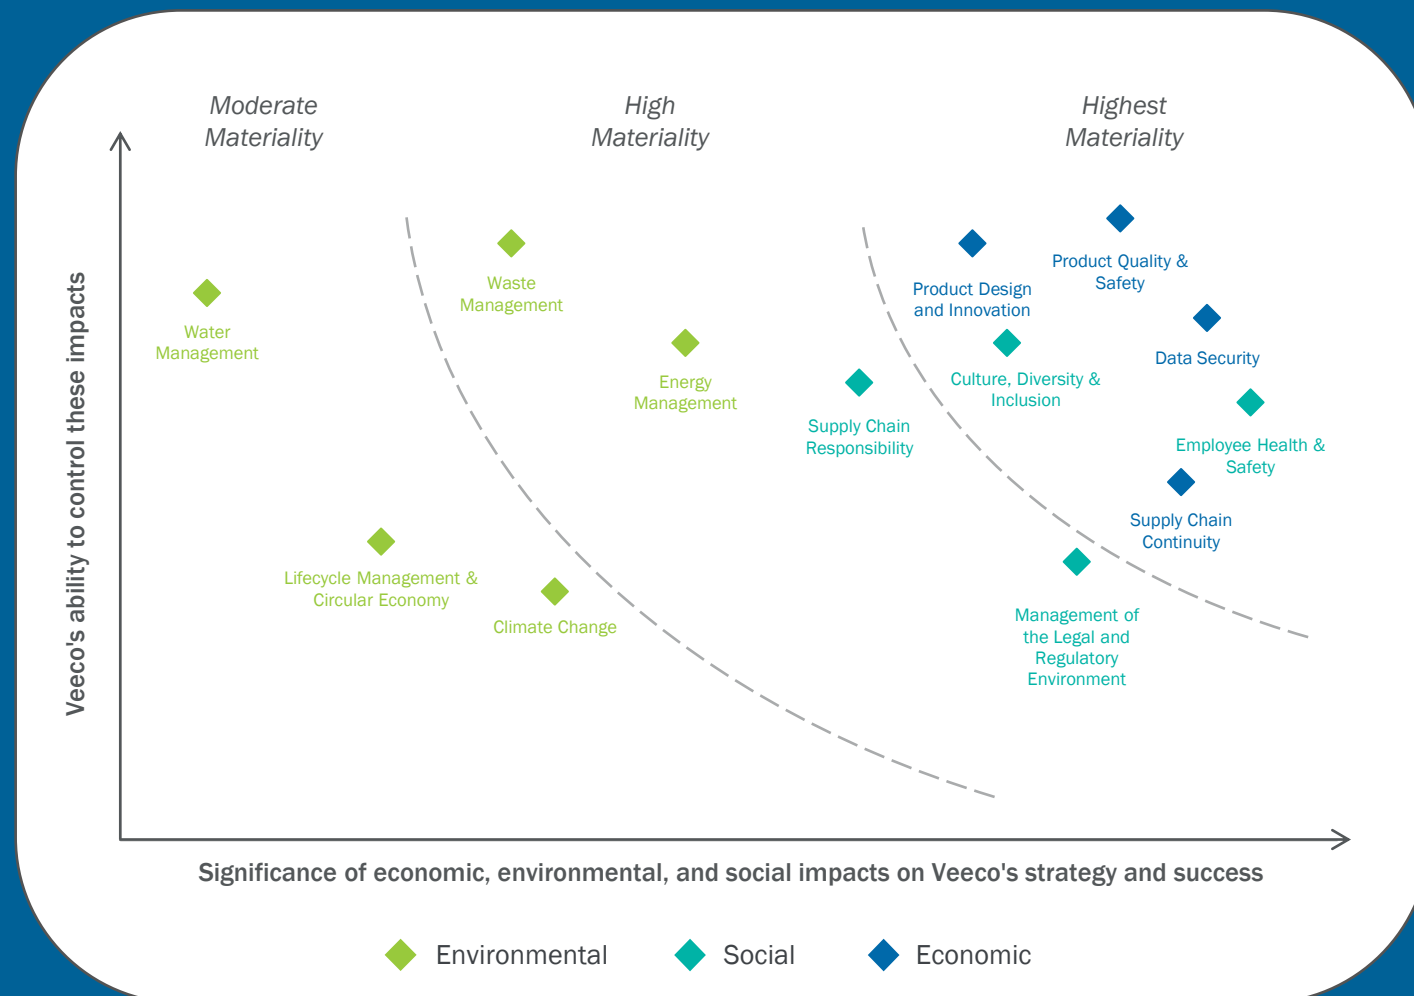 Moderate
Materiality
High
Materiality
Highest
Materiality
Veeco's ability to control these impacts
Water
Management
Waste
Management
Energy
Management
Lifecycle Management &
Circular Economy
Climate Change
Supply Chain
Responsibility
Product Design
and Innovation
Product Quality &
Safety
Data Security
Culture, Diversity &
Inclusion
Employee Health &
Safety
Supply Chain
Continuity
Management of
the Legal and
Regulatory
Environment
Significance of economic, environmental, and social impacts on Veeco's strategy and success
Environmental
Social
Economic